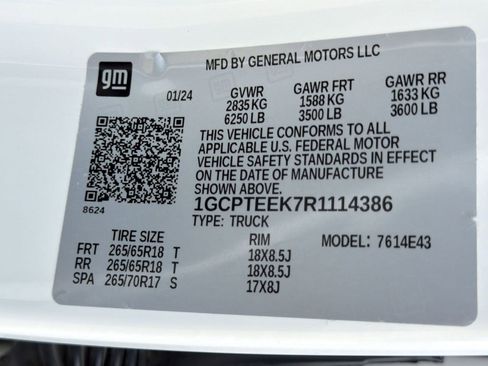 gm
MFD BY GENERAL MOTORS LLC
01/24 GVWR GAWR FRT GAWR RR
2835 KG 1588 KG 1633 KG
6250 LB 3500 LB 3600 LB
THIS VEHICLE CONFORMS TO ALL
APPLICABLE U.S. FEDERAL MOTOR
VEHICLE SAFETY STANDARDS IN EFFECT
ON THE DATE OF MANUFACTURE
SHOWN ABOVE.
8624
1GCPTEEK7R1114386
TYPE: TRUCK
TIRE SIZE RIM MODEL: 7614E43
FRT 265/65R18 T 18X8.5J
RR 265/65R18 T 18X8.5J
SPA 265/70R17 S 17X8J